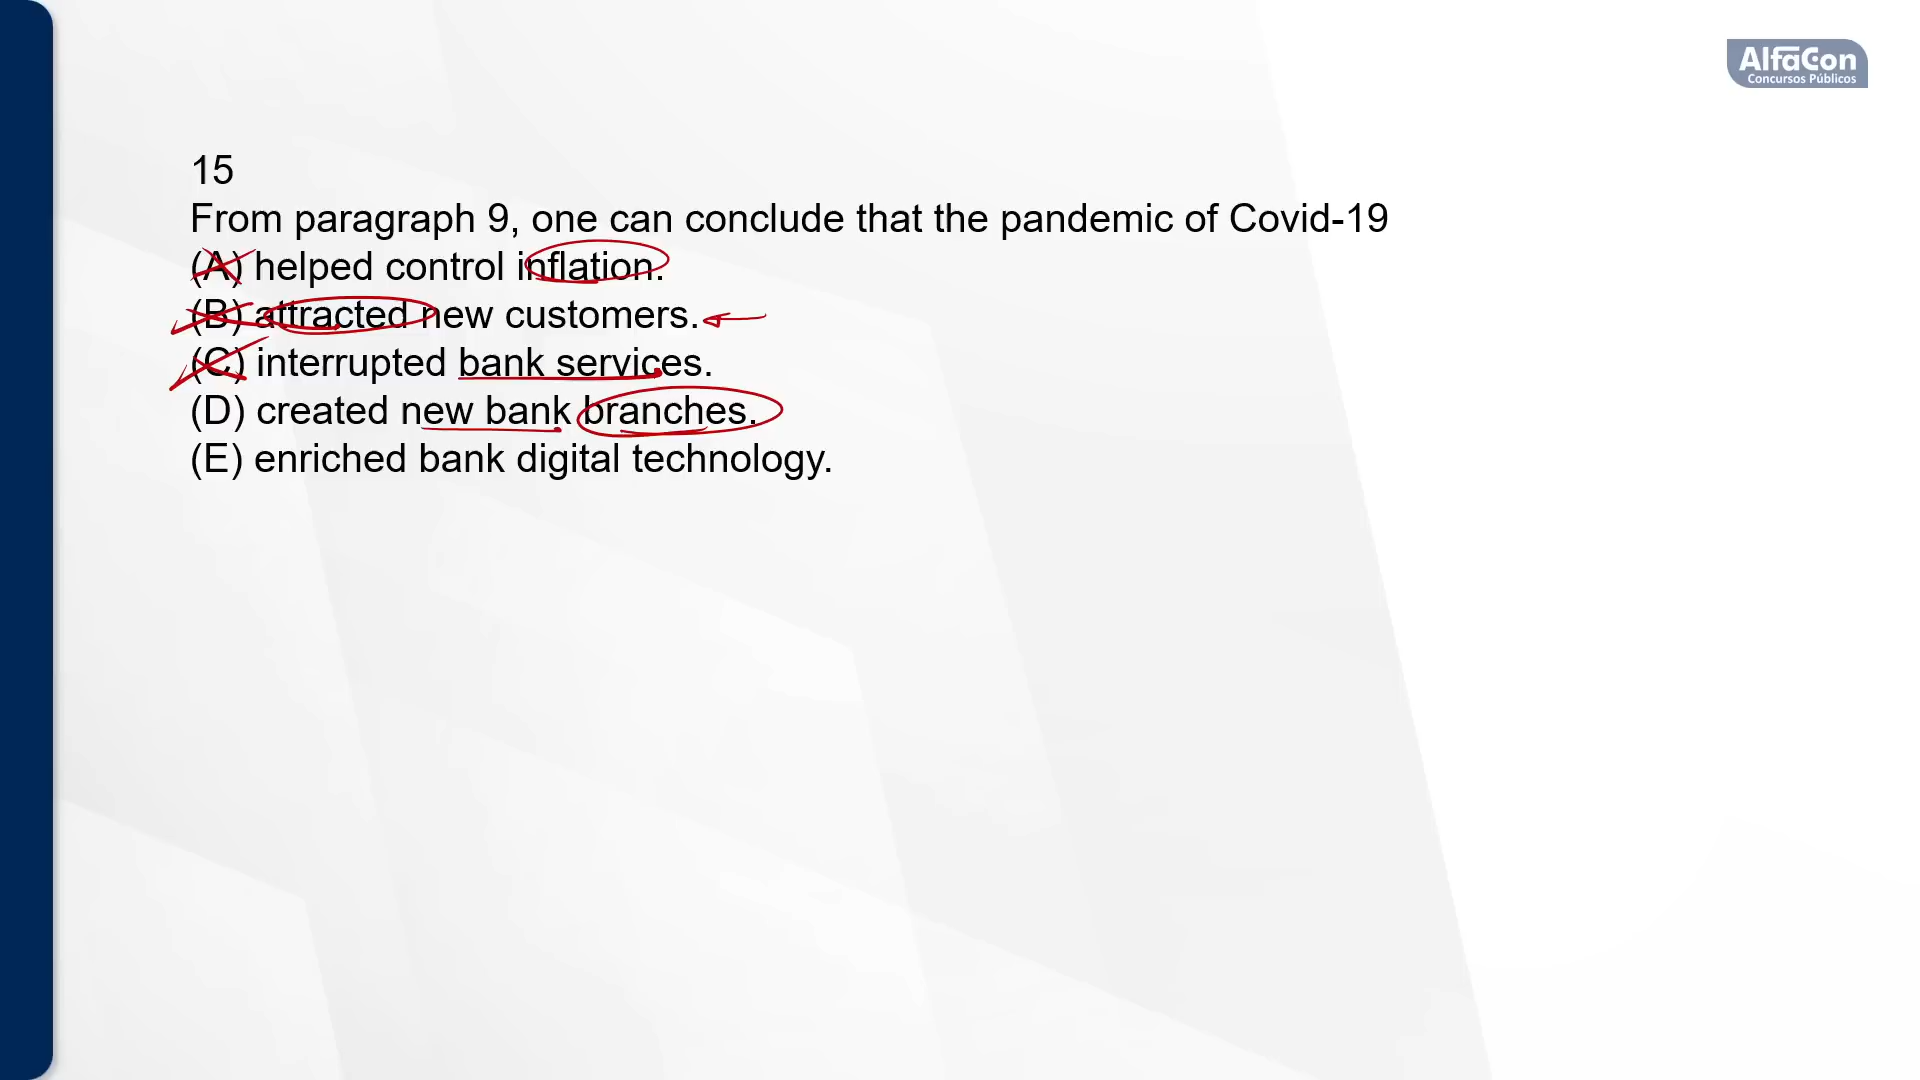 AlfaCon
Concursos Públicos
15
From paragraph 9, one can conclude that the pandemic of Covid-19
(A) helped control inflation.
(B) attracted new customers.
(C) interrupted bank services.
(D) created new bank branches.
(E) enriched bank digital technology.